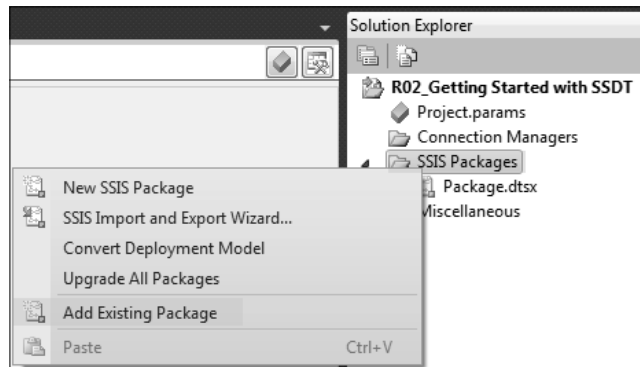 Solution Explorer
R02_Getting Started with SSDT
Project.params
Connection Managers
SSIS Packages
Package.dtsx
Miscellaneous
New SSIS Package
SSIS Import and Export Wizard...
Convert Deployment Model
Upgrade All Packages
Add Existing Package
Paste Ctrl+V